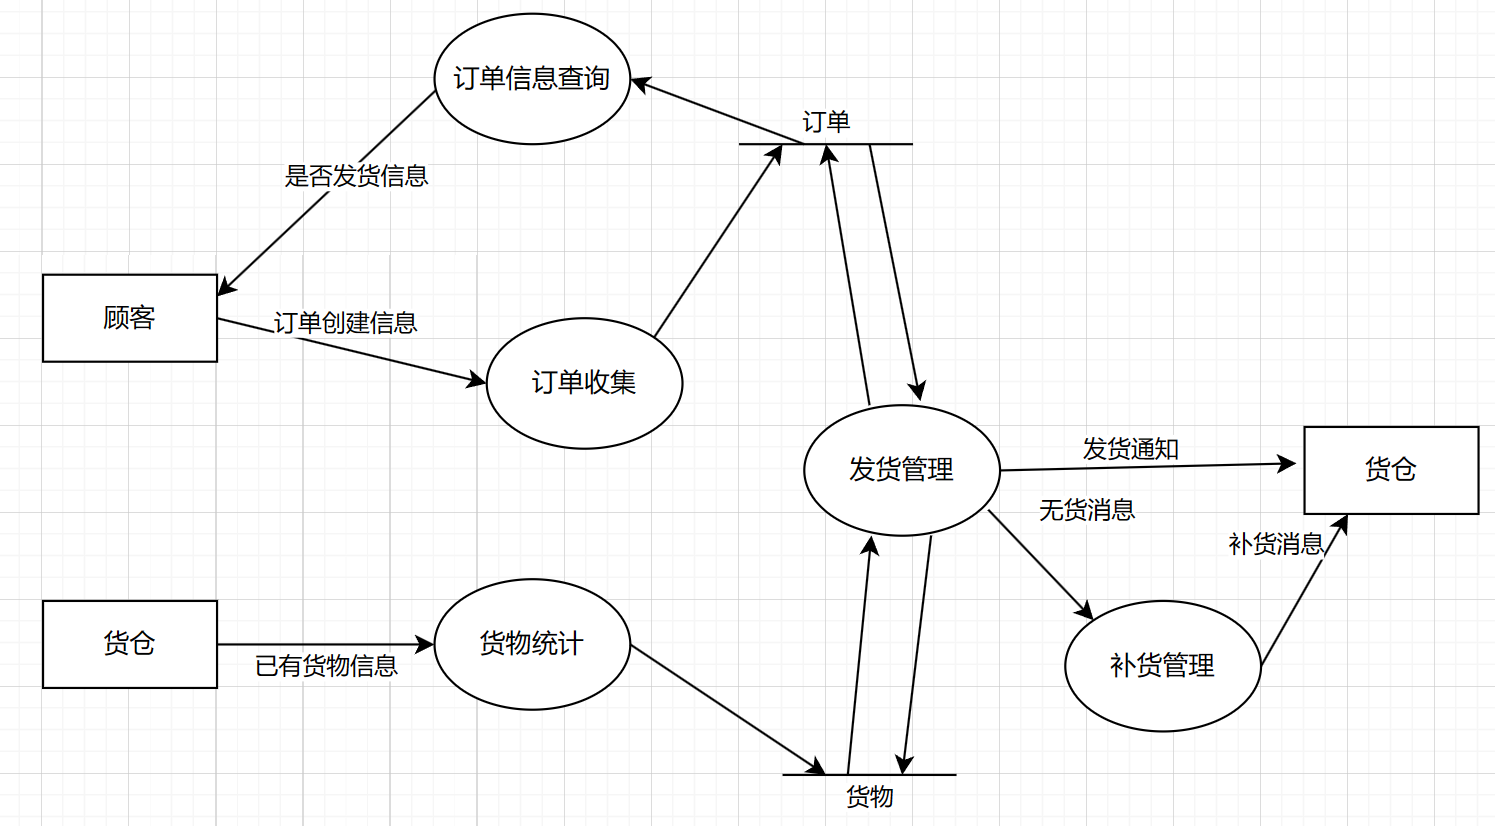 订单信息查询
订单
是否发货信息
顾客
订单创建信息
订单收集
发货管理
发货通知
货仓
无货消息
补货消息
货仓
已有货物信息
货物统计
补货管理
货物